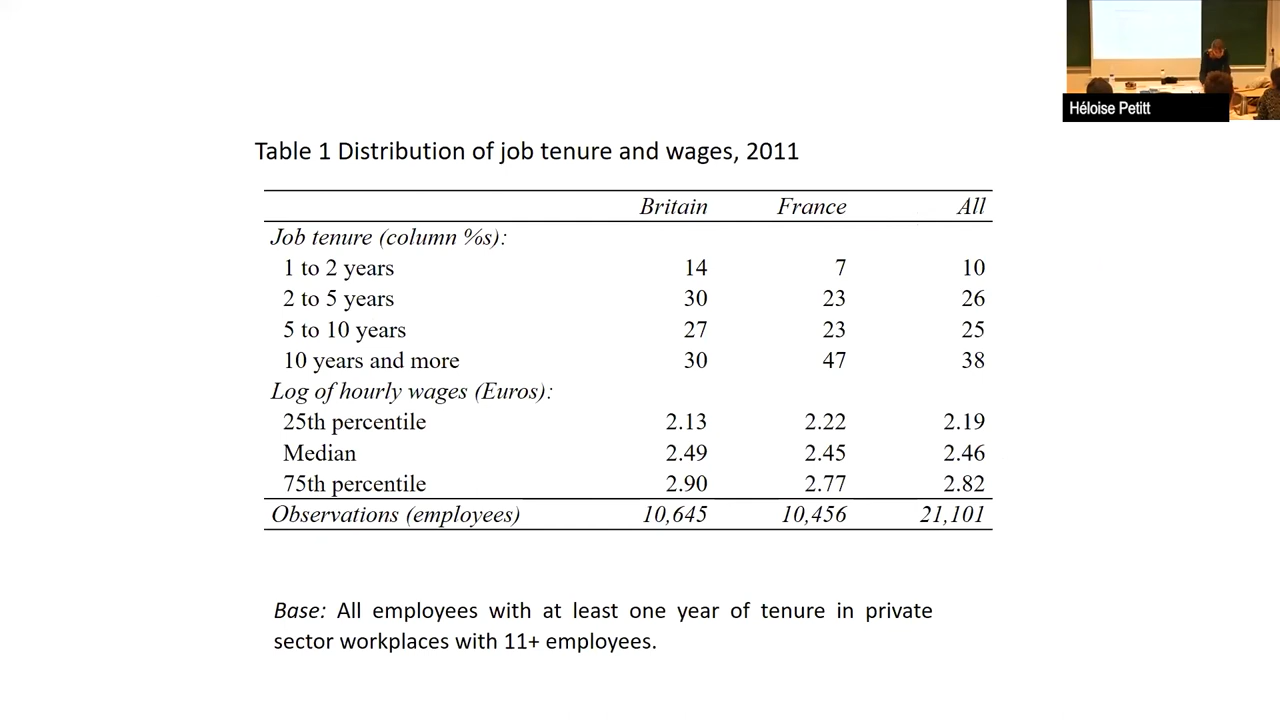 Héloise Petitt
Table 1 Distribution of job tenure and wages, 2011
Britain France All
Job tenure (column %s):
1 to 2 years 14 7 10
2 to 5 years 30 23 26
5 to 10 years 27 23 25
10 years and more 30 47 38
Log of hourly wages (Euros):
25th percentile 2.13 2.22 2.19
Median 2.49 2.45 2.46
75th percentile 2.90 2.77 2.82
Observations (employees) 10,645 10,456 21,101
Base: All employees with at least one year of tenure in private
sector workplaces with 11+ employees.